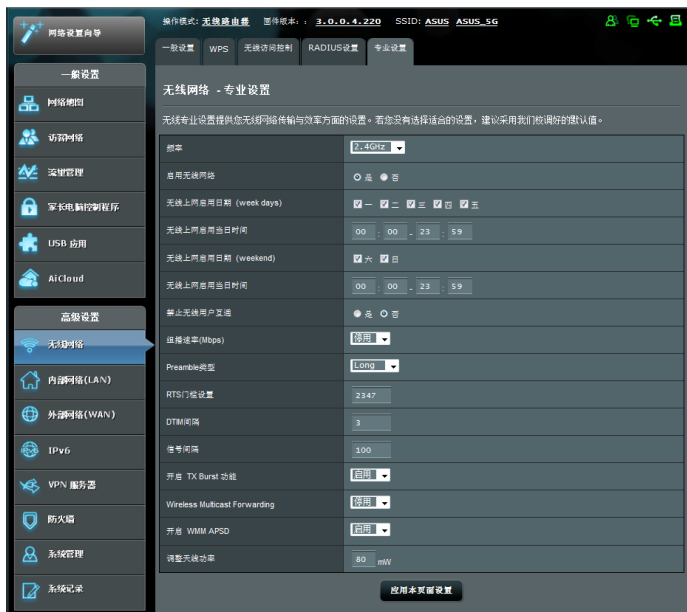 网络设置向导
操作模式: 无线路由器 固件版本: : 3.0.0.4.220 SSID: ASUS ASUS_5G
一般设置 WPS 无线访问控制 RADIUS设置 专业设置
一般设置
网络地图
访客网络
流量管理
家长电脑控制程序
USB 应用
AiCloud
高级设置
无线网络
内部网络(LAN)
外部网络(WAN)
IPv6
VPN 服务器
防火墙
系统管理
系统记录
无线网络 - 专业设置
无线专业设置提供您无线网络传输与效率方面的设置。若您没有选择适合的设置，建议采用我们校调好的默认值。
频率 2.4GHz
启用无线网络 是 否
无线上网启用日期 (week days) 一 二 三 四 五
无线上网启用当日时间 00 : 00 - 23 : 59
无线上网启用日期 (weekend) 六 日
无线上网启用当日时间 00 : 00 - 23 : 59
禁止无线用户互通 是 否
组播速率(Mbps) 停用
Preamble类型 Long
RTS门槛设置 2347
DTIM间隔 3
信号间隔 100
开启 TX Burst 功能 启用
Wireless Multicast Forwarding 停用
开启 WMM APSD 启用
调整天线功率 80 mW
应用本页面设置